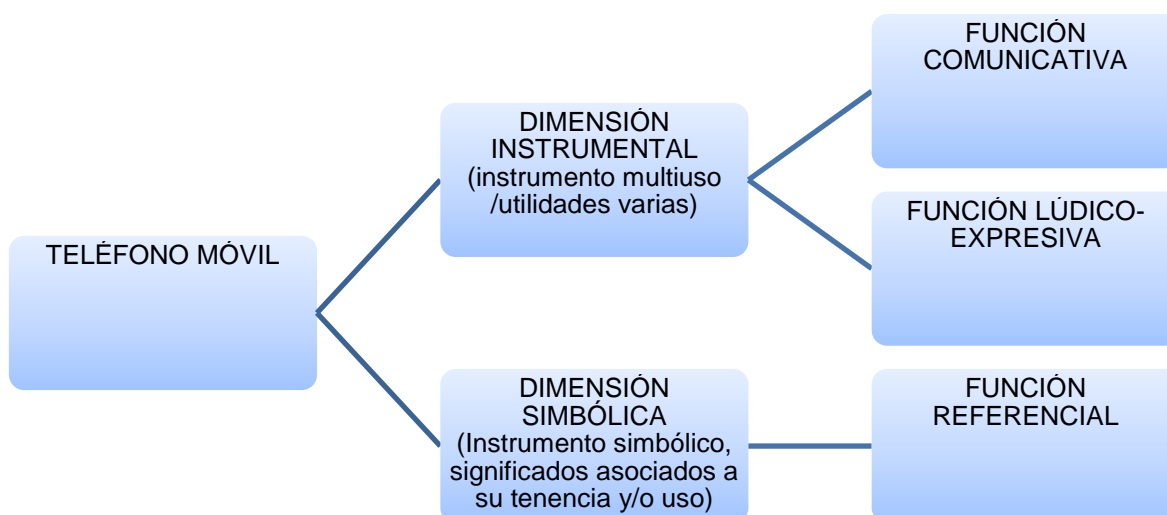 TELÉFONO MÓVIL
DIMENSIÓN
INSTRUMENTAL
(instrumento multiuso
/utilidades varias)
FUNCIÓN
COMUNICATIVA
FUNCIÓN LÚDICO-
EXPRESIVA
DIMENSIÓN
SIMBÓLICA
(Instrumento simbólico,
significados asociados a
su tenencia y/o uso)
FUNCIÓN
REFERENCIAL